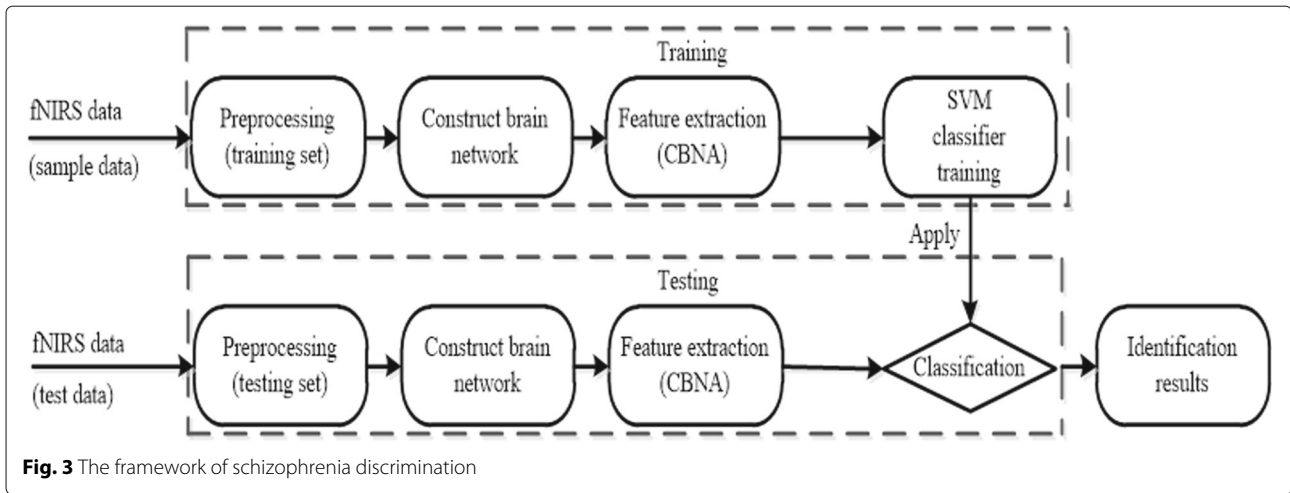 Training
fNIRS data
(sample data)
Preprocessing
(training set)
Construct brain
network
Feature extraction
(CBNA)
SVM
classifier
training
Apply
Testing
fNIRS data
(test data)
Preprocessing
(testing set)
Construct brain
network
Feature extraction
(CBNA)
Classification
Identification
results
Fig. 3 The framework of schizophrenia discrimination